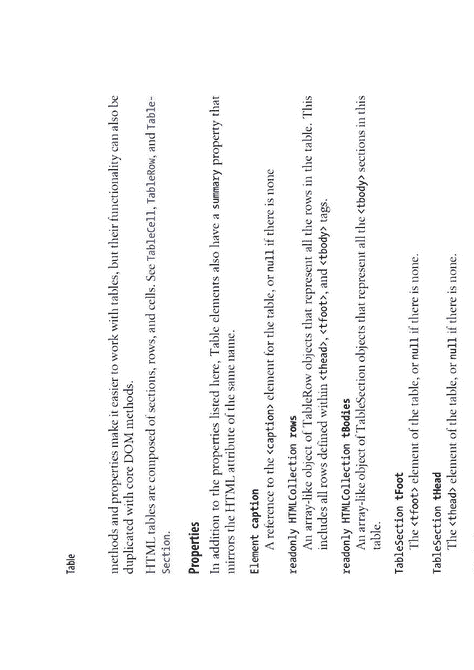 Table
methods and properties make it easier to work with tables, but their functionality can also be
duplicated with core DOM methods.
HTML tables are composed of sections, rows, and cells. See TableCell, TableRow, and Table-
Section.
Properties
In addition to the properties listed here, Table elements also have a summary property that
mirrors the HTML attribute of the same name.
Element caption
A reference to the <caption> element for the table, or null if there is none
readonly HTMLCollection rows
An array-like object of TableRow objects that represent all the rows in the table. This
includes all rows defined within <thead>, <tfoot>, and <tbody> tags.
readonly HTMLCollection tBodies
An array-like object of TableSection objects that represent all the <tbody> sections in this
table.
TableSection tFoot
The <tfoot> element of the table, or null if there is none.
TableSection tHead
The <thead> element of the table, or null if there is none.